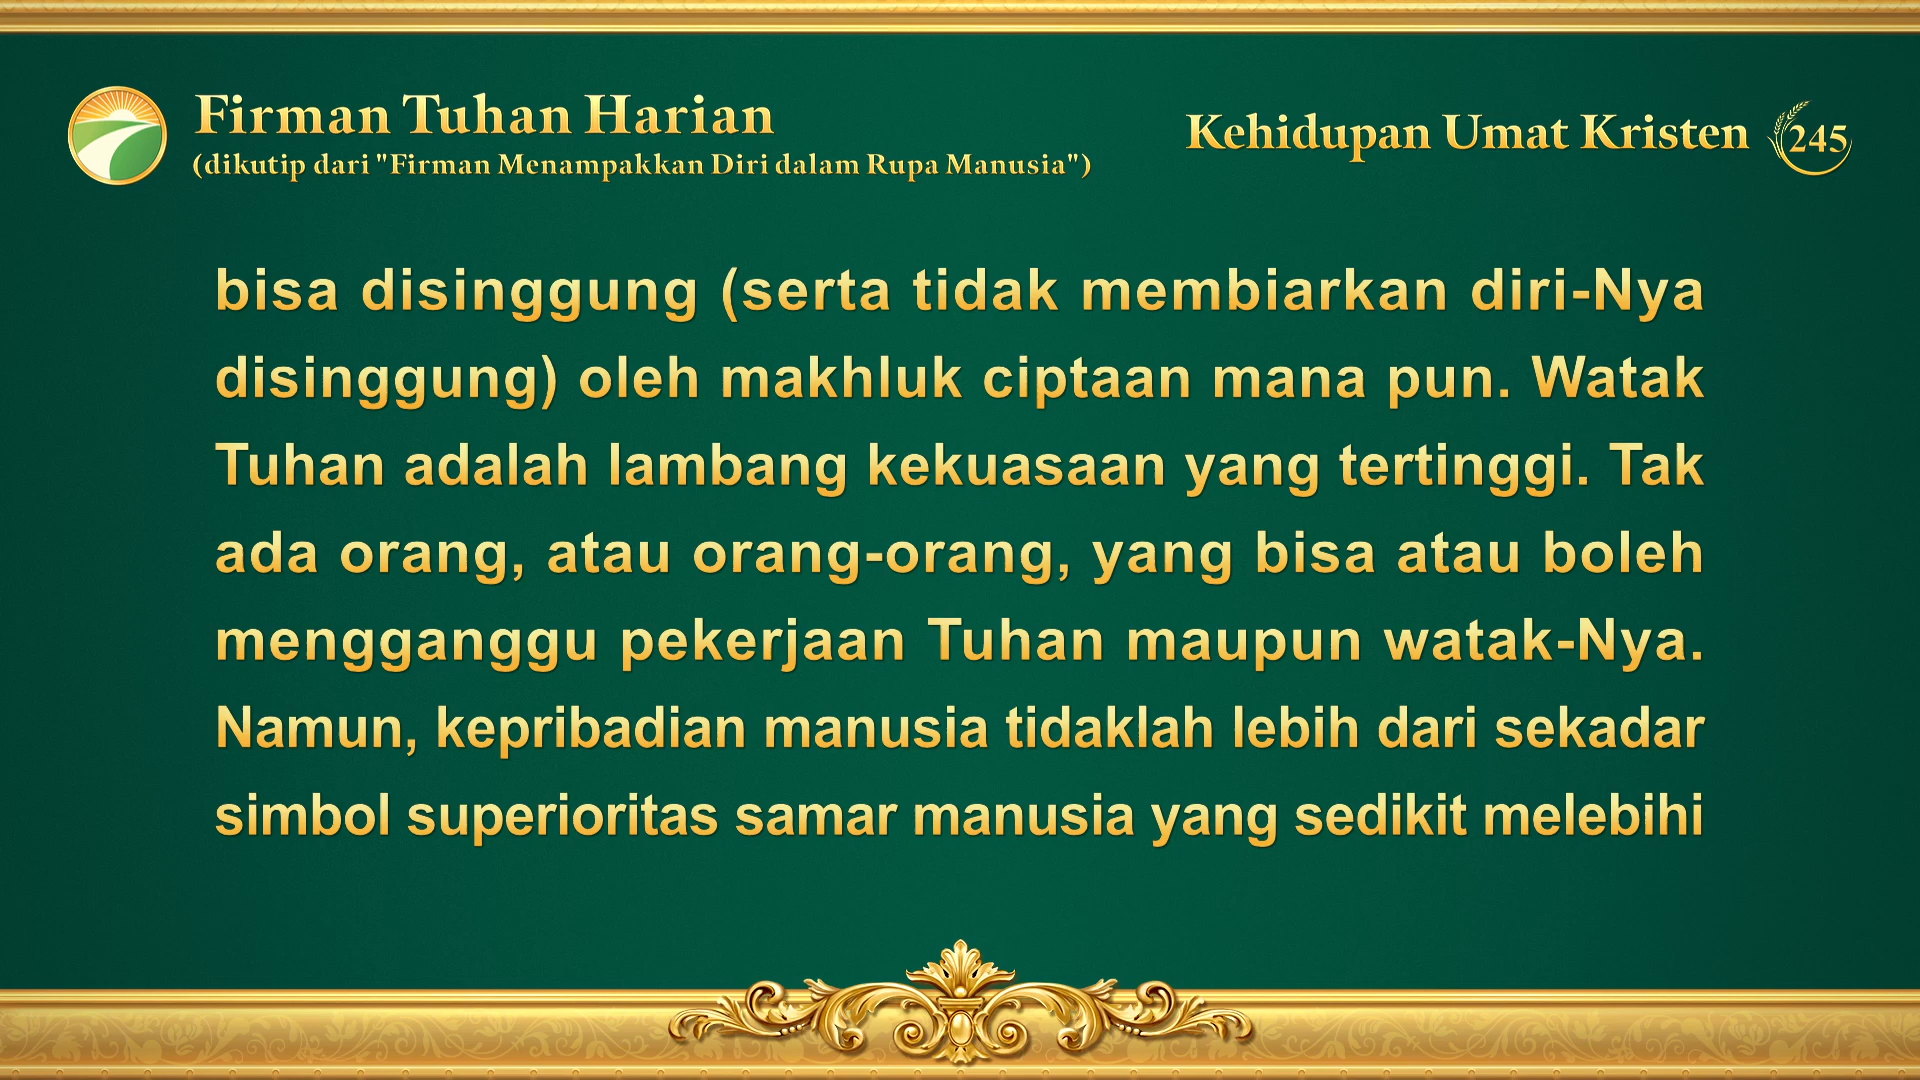 Firman Tuhan Harian
(dikutip dari "Firman Menampakkan Diri dalam Rupa Manusia")
Kehidupan Umat Kristen 245
bisa disinggung (serta tidak membiarkan diri-Nya
disinggung) oleh makhluk ciptaan mana pun. Watak
Tuhan adalah lambang kekuasaan yang tertinggi. Tak
ada orang, atau orang-orang, yang bisa atau boleh
mengganggu pekerjaan Tuhan maupun watak-Nya.
Namun, kepribadian manusia tidaklah lebih dari sekadar
simbol superioritas samar manusia yang sedikit melebihi